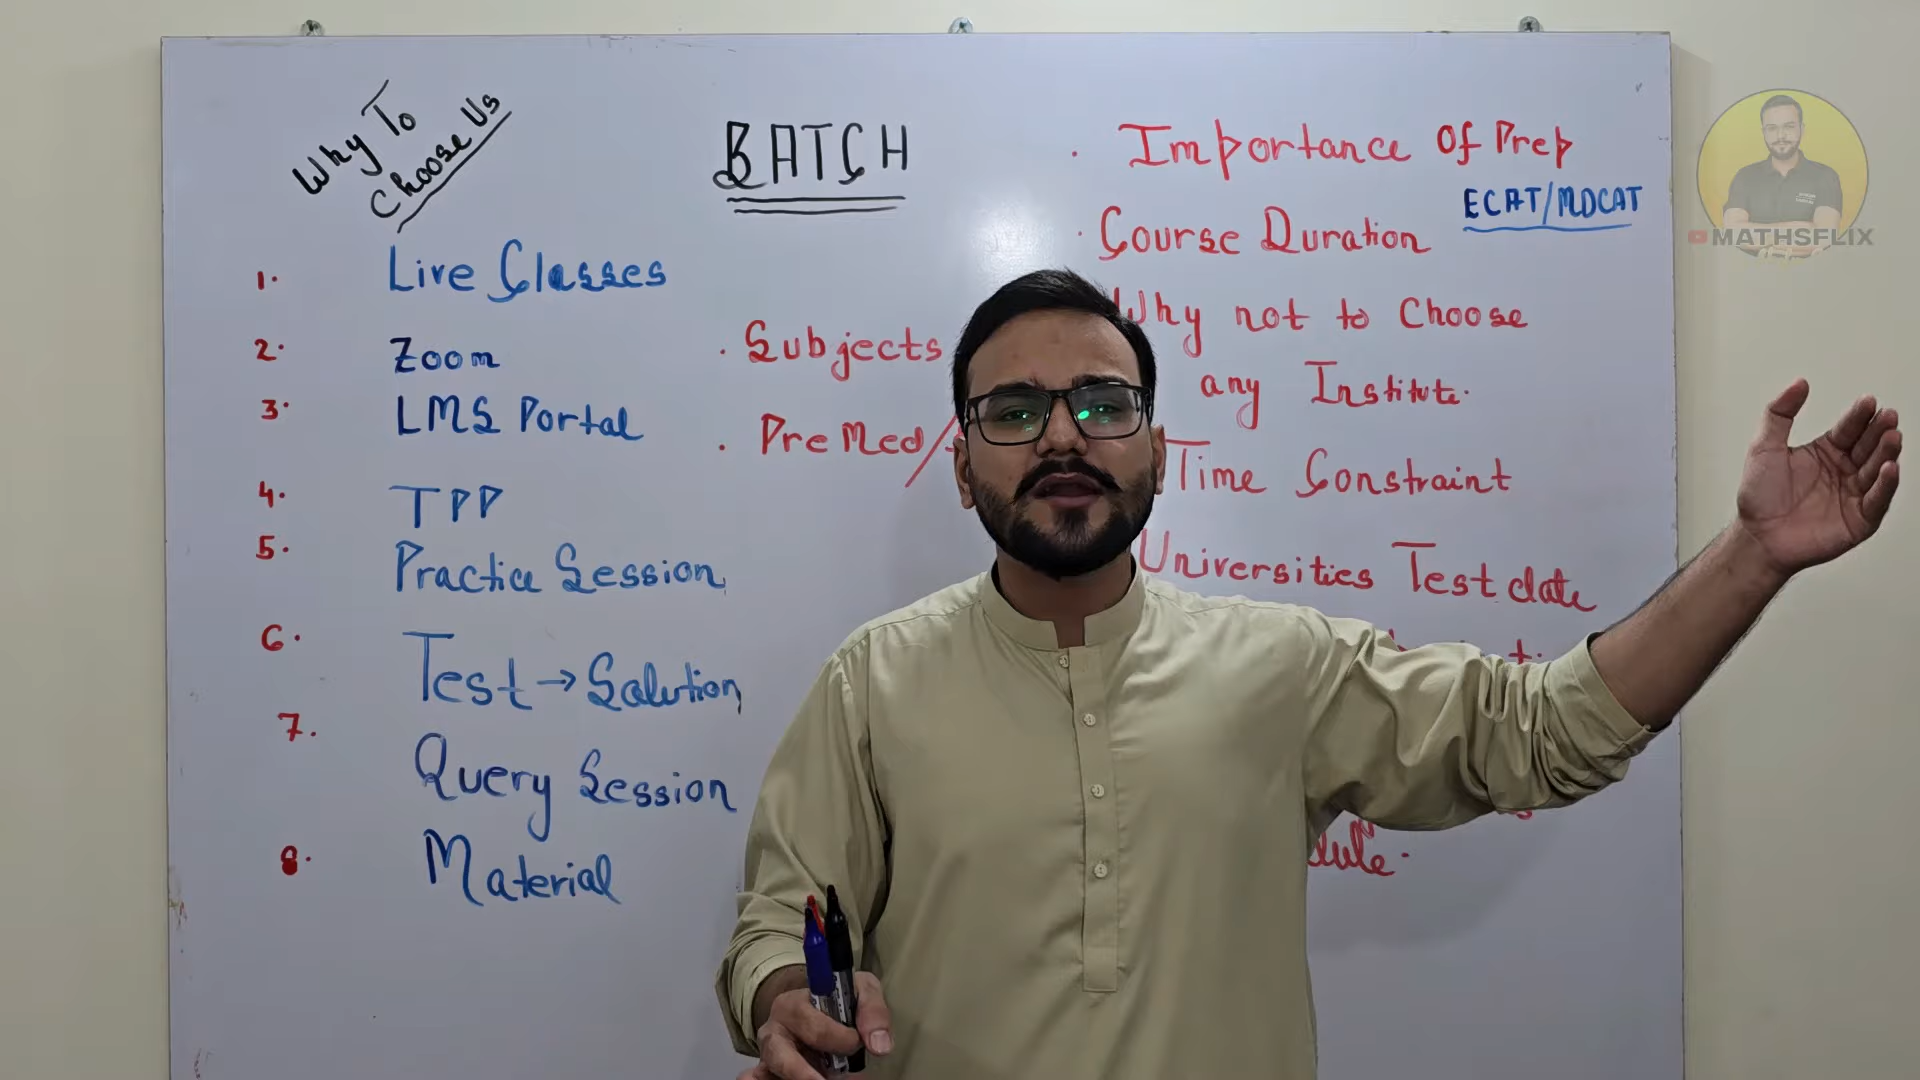 Why To
Choose Us
1. Live Classes
2. Zoom
3. LMS Portal
4. TPP
5. Practice Session
6. Test → Solution
7. Query Session
8. Material
BATCH
. Subjects
. Pre Med/
. Importance Of Prep
ECAT/MDCAT
. Course Duration
Why not to Choose
any Institute.
Time Constraint
Universities Test date
MATHSFLIX